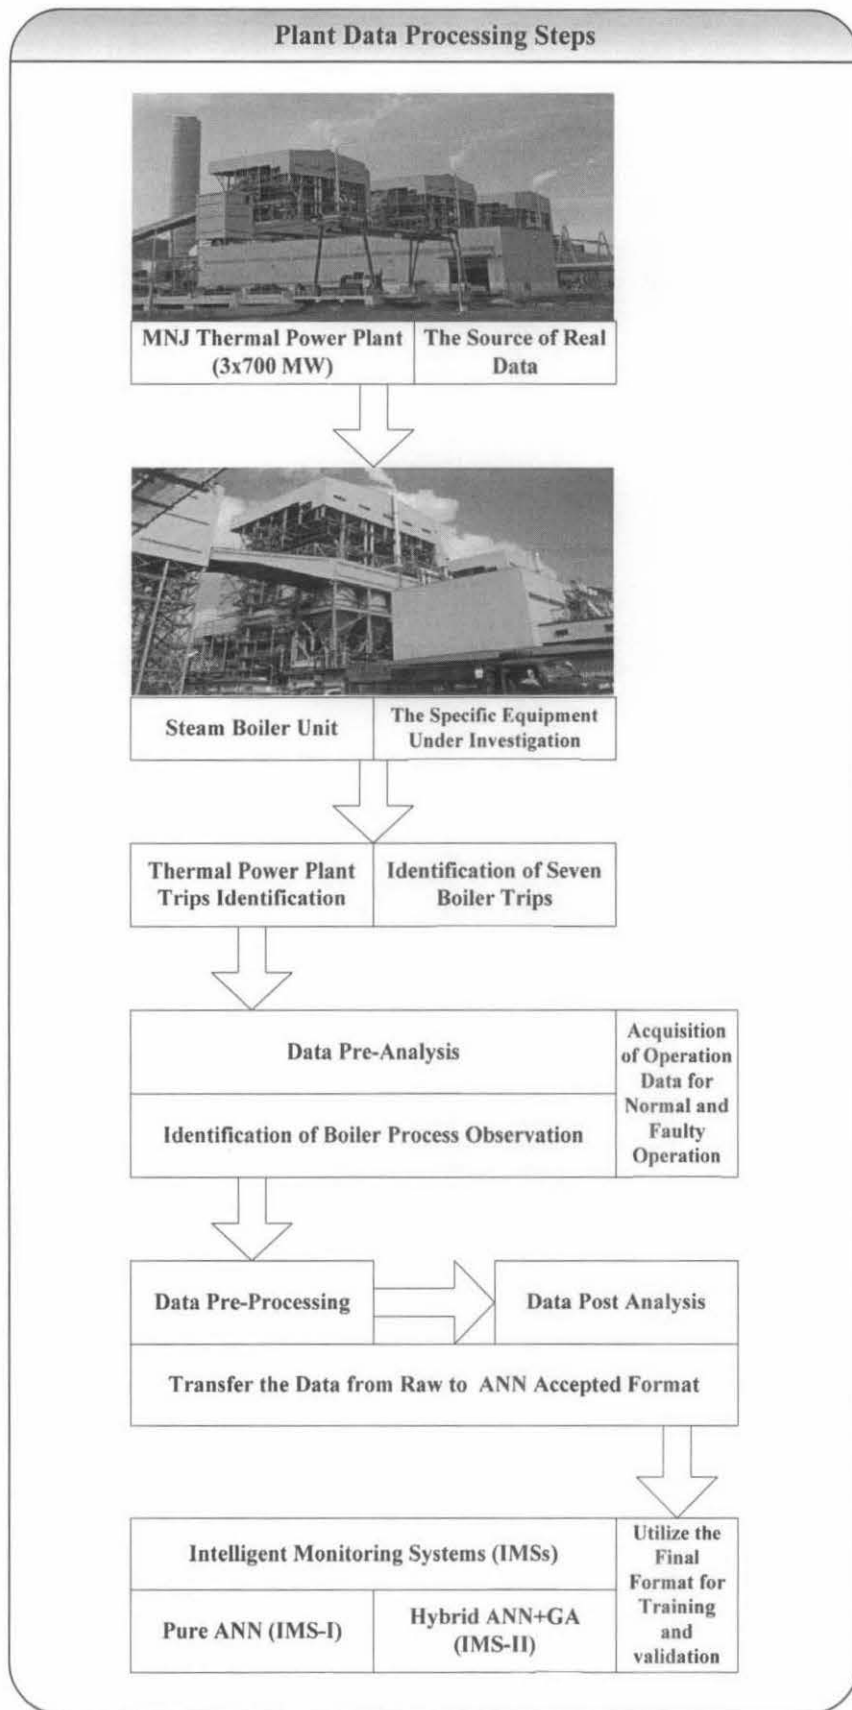 Plant Data Processing Steps
MNJ Thermal Power Plant
(3x700 MW)
The Source of Real
Data
Steam Boiler Unit
The Specific Equipment
Under Investigation
Thermal Power Plant
Trips Identification
Identification of Seven
Boiler Trips
Data Pre-Analysis
Identification of Boiler Process Observation
Acquisition
of Operation
Data for
Normal and
Faulty
Operation
Data Pre-Processing
Data Post Analysis
Transfer the Data from Raw to ANN Accepted Format
Intelligent Monitoring Systems (IMSs)
Pure ANN (IMS-I)
Hybrid ANN+GA
(IMS-II)
Utilize the
Final
Format for
Training
and
validation